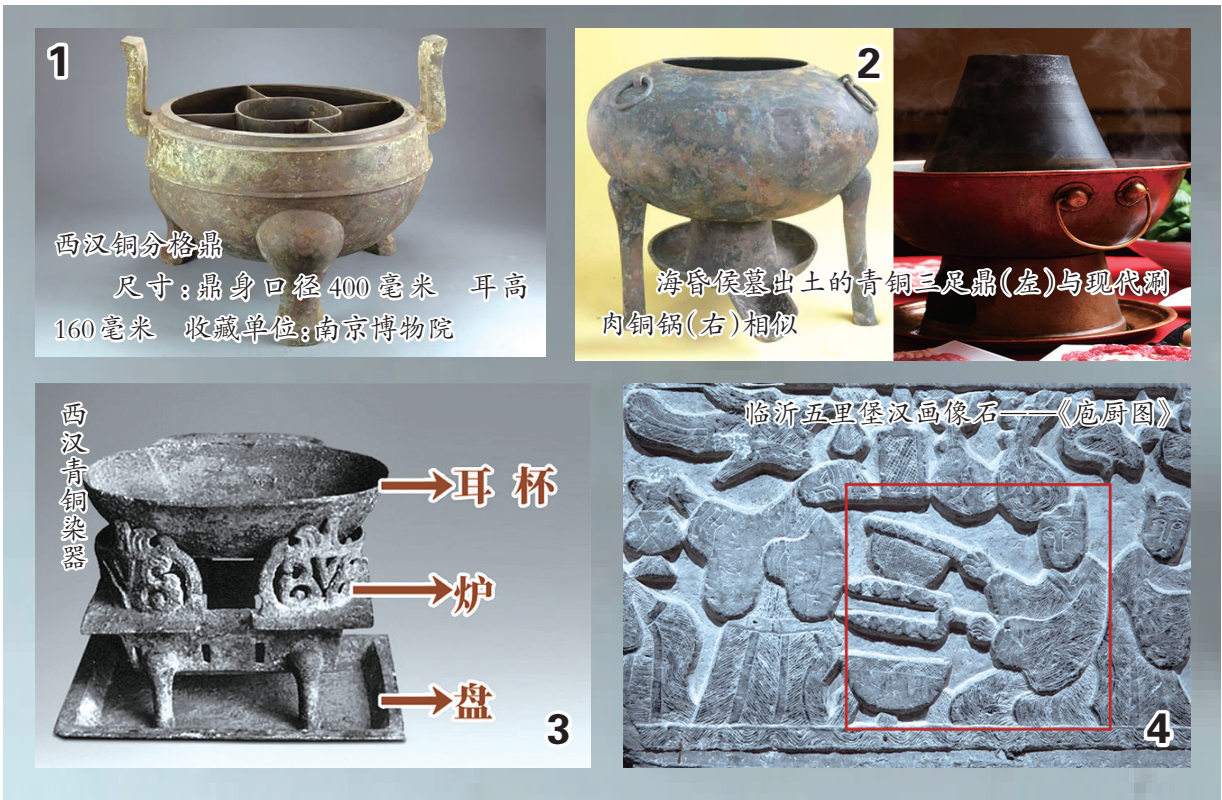 1
西汉铜分格鼎
尺寸：鼎身口径400毫米 耳高
160毫米 收藏单位：南京博物院
2
海昏侯墓出土的青铜三足鼎(左)与现代涮
肉铜锅(右)相似
西汉青铜染器
耳杯
炉
盘
3
临沂五里堡汉画像石——《庖厨图》
4